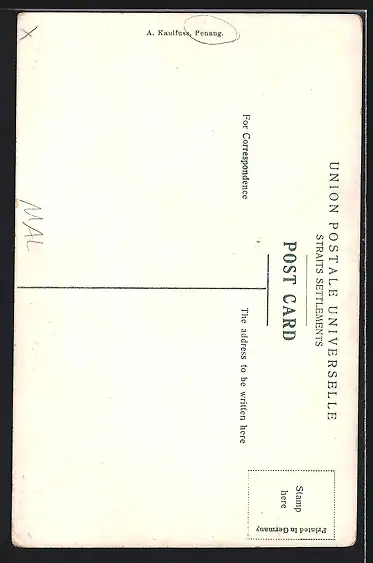 UNION POSTALE UNIVERSELLE
STRAITS SETTLEMENTS
POST CARD
For Correspondence
The address to be written here
Stamp
here
Printed in Germany
A. Kaulfuss, Penang.
X
MAL